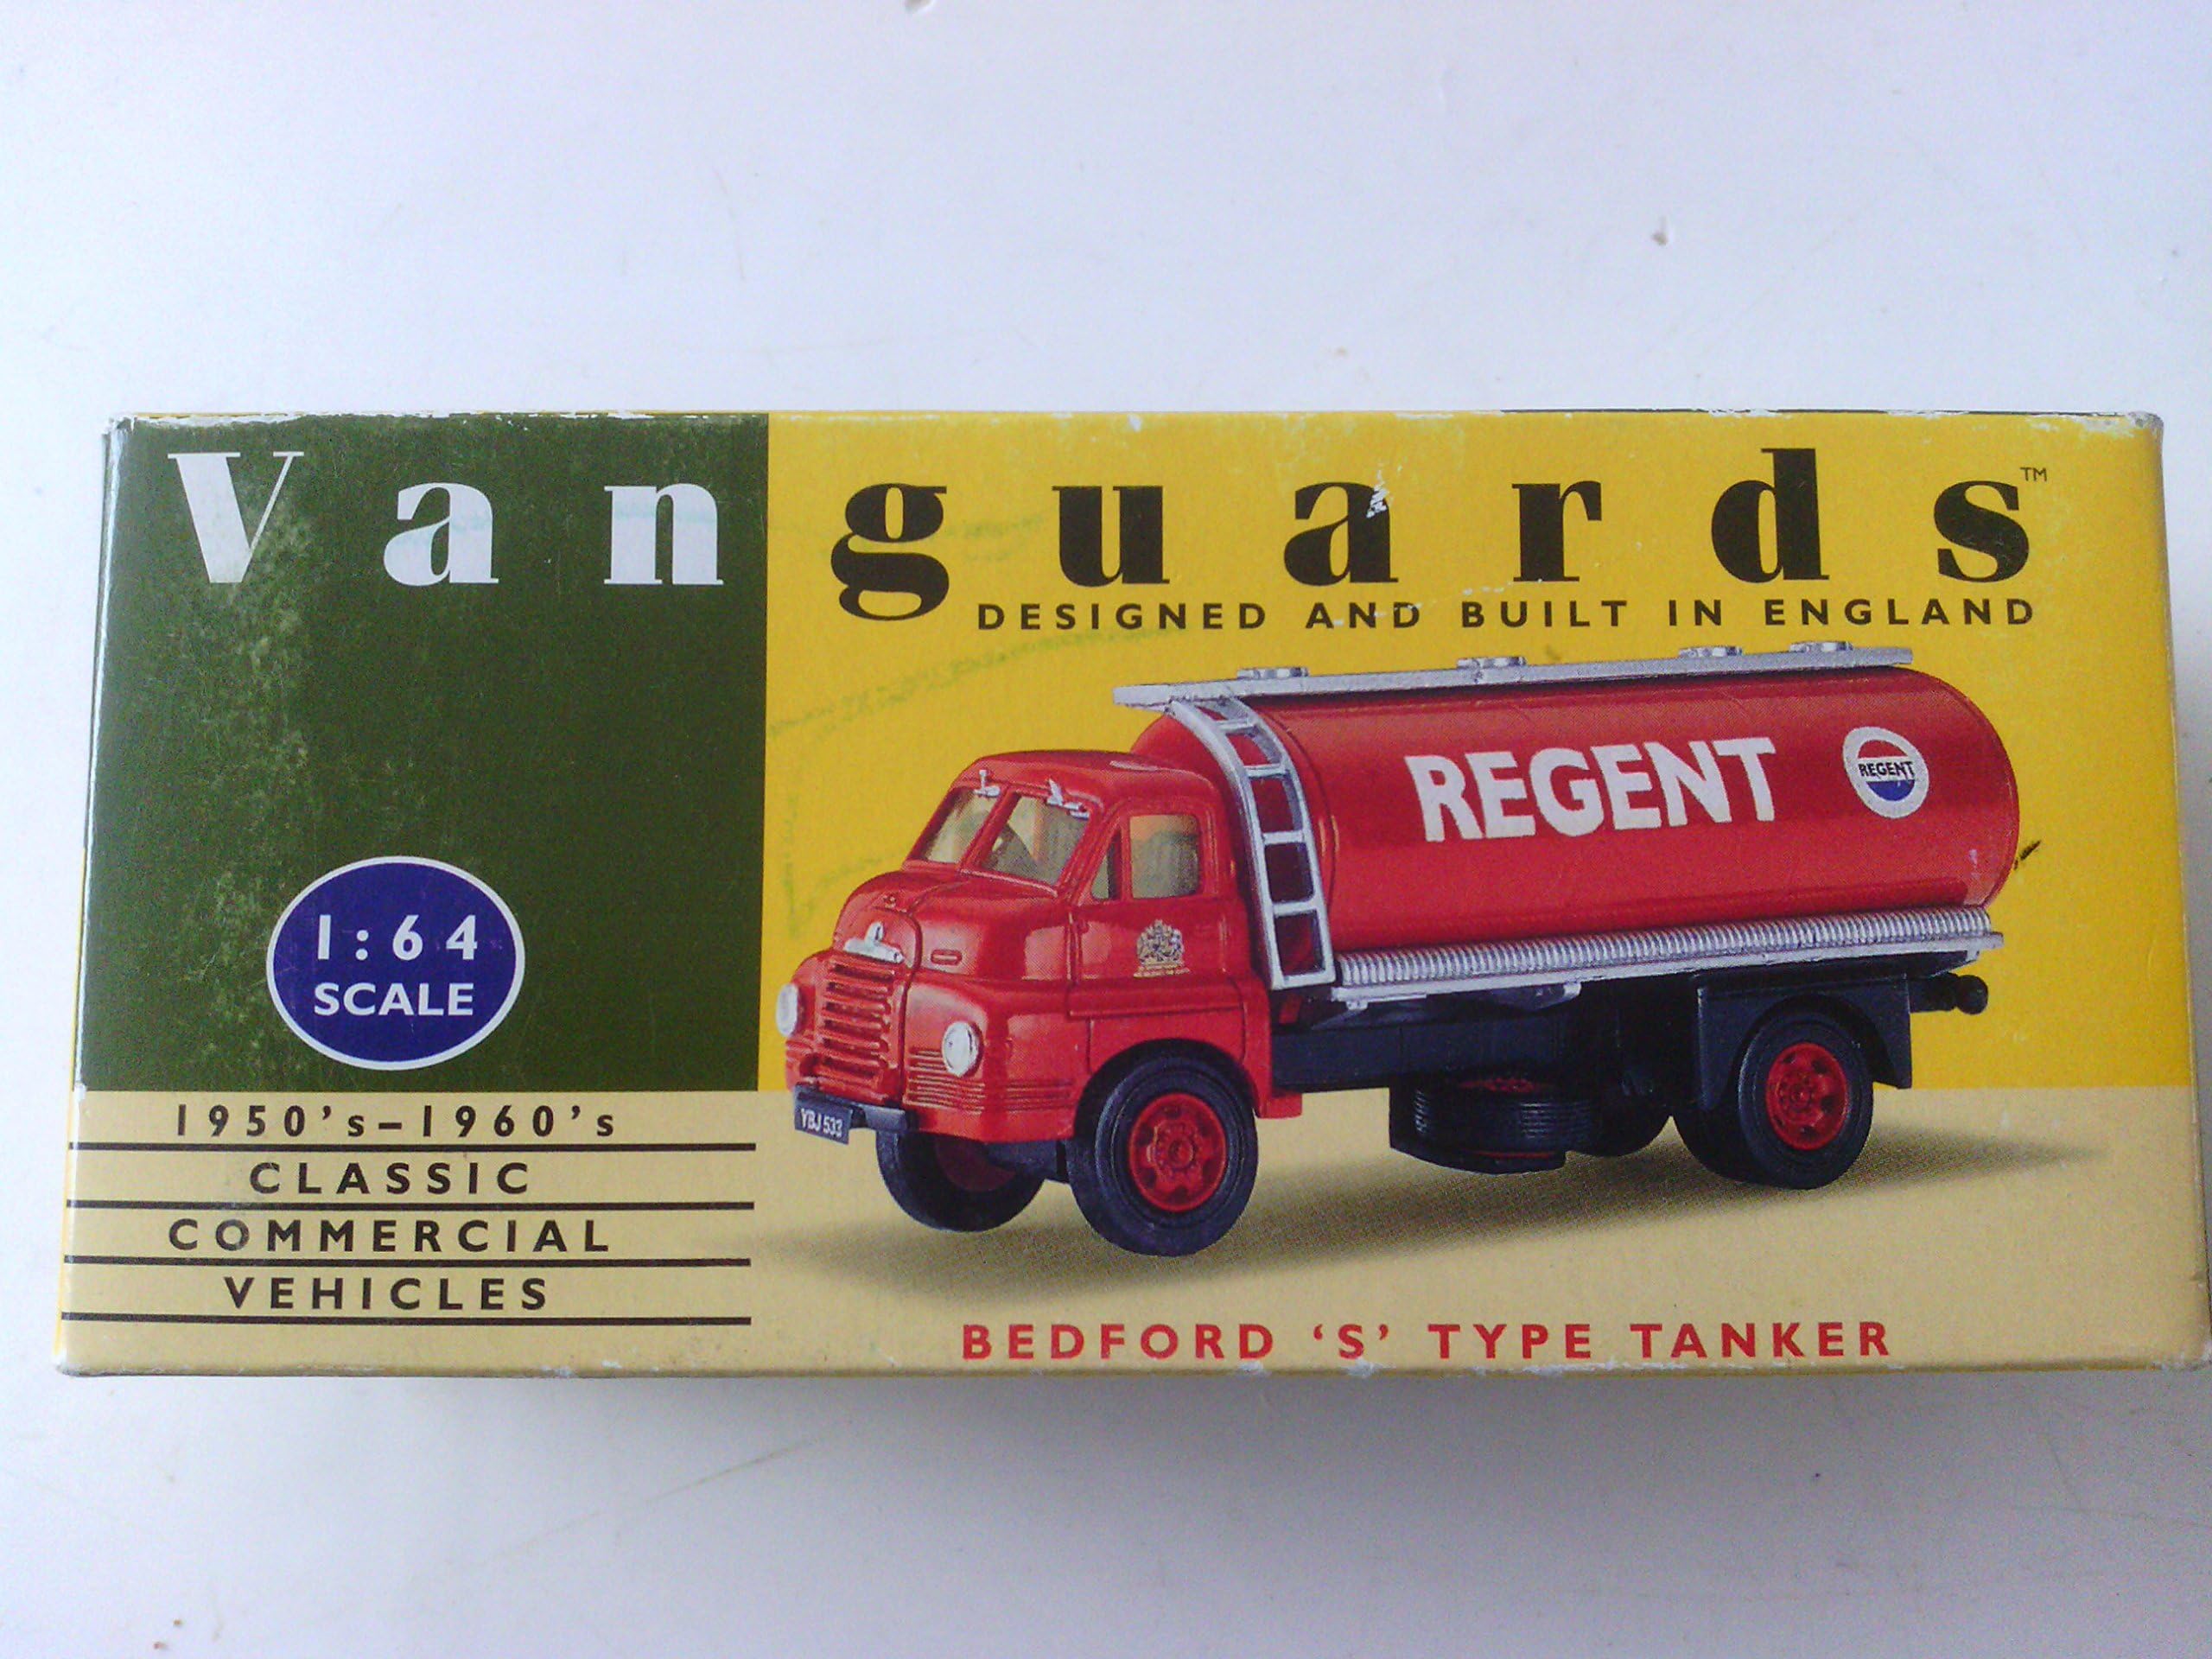 Vanguards™
DESIGNED AND BUILT IN ENGLAND
REGENT
REGENT
1:64
SCALE
YBJ 533
1950's–1960's
CLASSIC
COMMERCIAL
VEHICLES
BEDFORD ‘S’ TYPE TANKER